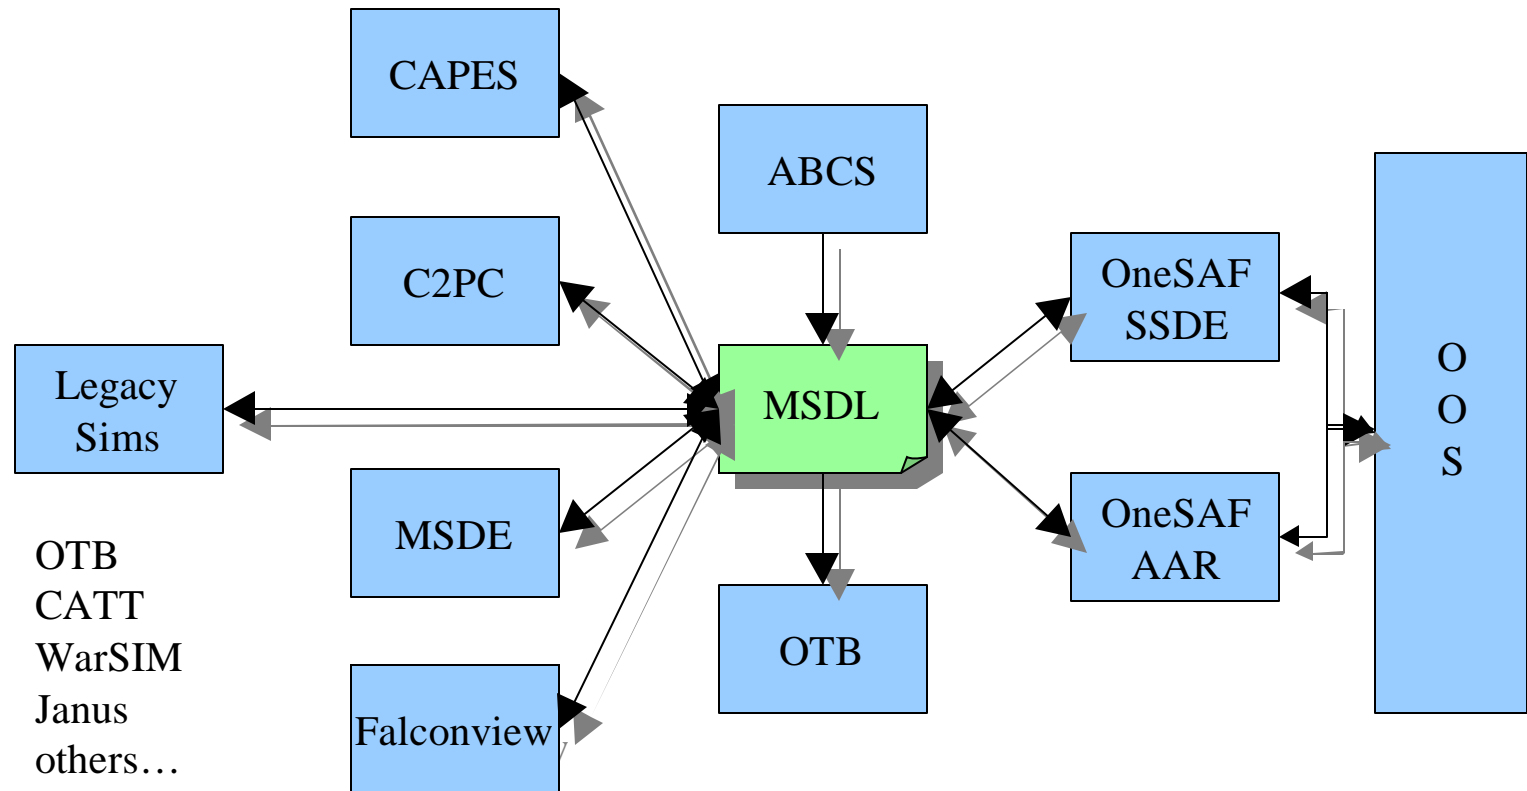 CAPES
ABCS
C2PC
OneSAF
SSDE
Legacy
Sims
MSDL
O
O
S
MSDE
OneSAF
AAR
OTB
CATT
WarSIM
Janus
others…
OTB
Falconview